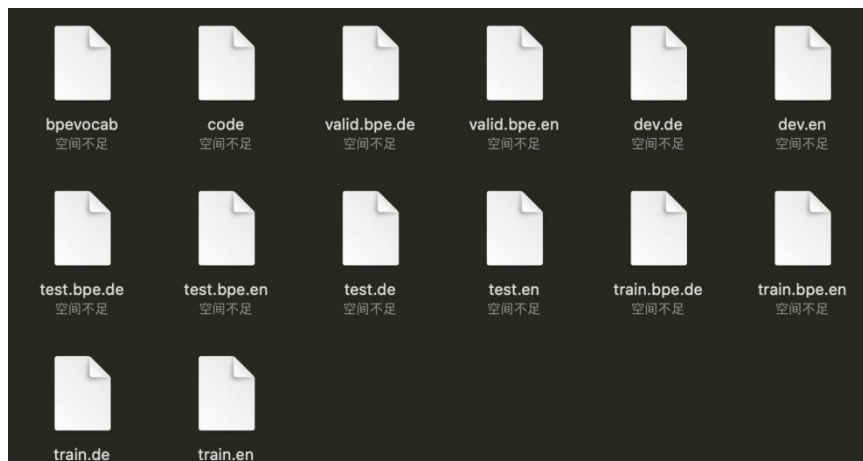 bpevocab code valid.bpe.de valid.bpe.en dev.de dev.en
空间不足 空间不足 空间不足 空间不足 空间不足 空间不足
test.bpe.de test.bpe.en test.de test.en train.bpe.de train.bpe.en
空间不足 空间不足 空间不足 空间不足 空间不足 空间不足
train.de train.en